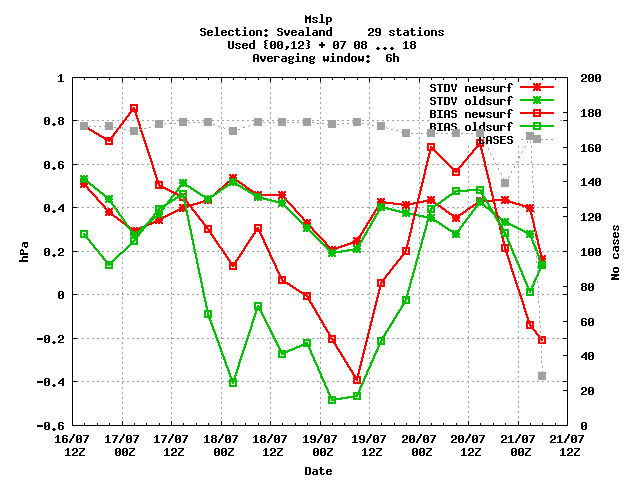 Mslp
Selection: Svealand 29 stations
Used {00,12} + 07 08 ... 18
Averaging window: 6h
STDV newsurf
STDV oldsurf
BIAS newsurf
BIAS oldsurf
CASES
1
0.8
0.6
0.4
0.2
0
-0.2
-0.4
-0.6
hPa
200
180
160
140
120
100
80
60
40
20
0
No cases
16/07 17/07 17/07 18/07 18/07 19/07 19/07 20/07 20/07 21/07 21/07
12Z 00Z 12Z 00Z 12Z 00Z 12Z 00Z 12Z 00Z 12Z
Date